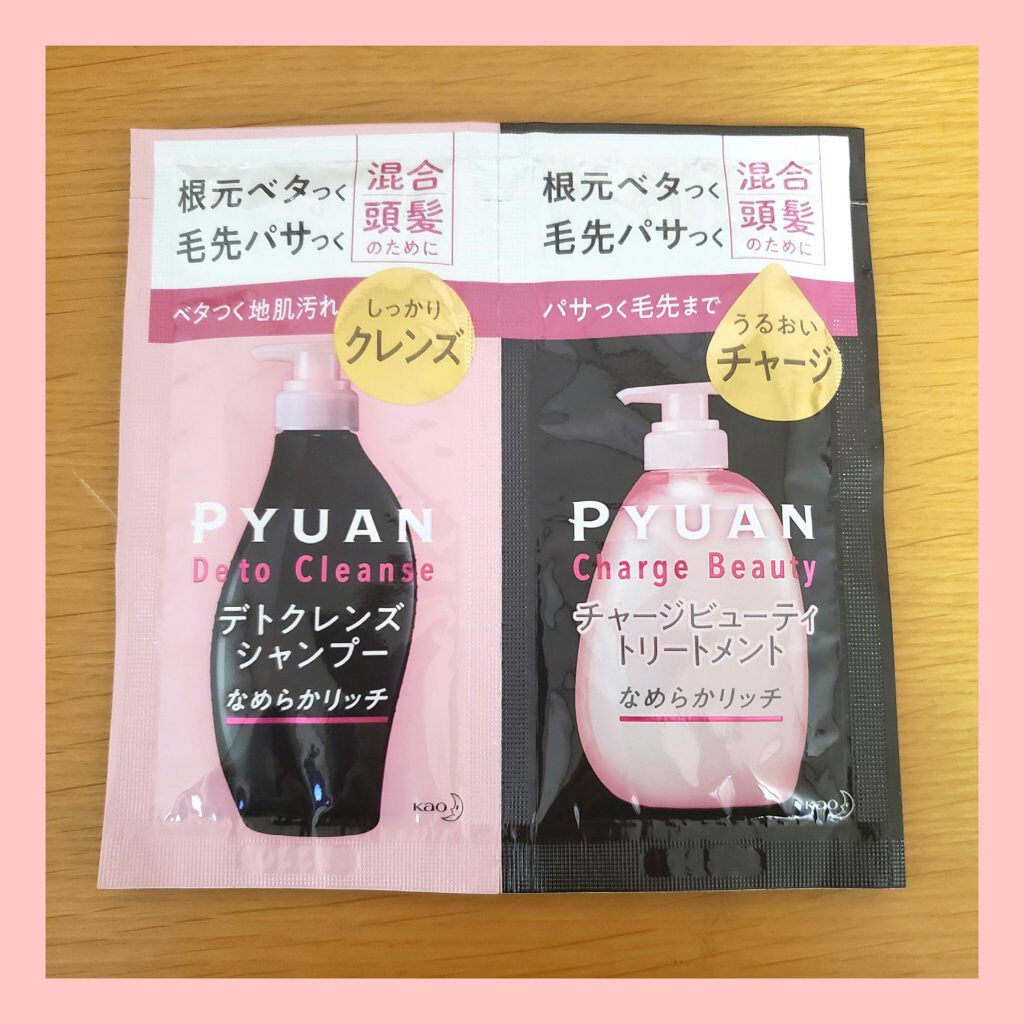 根元ベタつく
毛先パサつく
混合
頭髪
のために
ベタつく地肌汚れ
しっかり
クレンズ
PYUAN
Deto Cleanse
デトクレンズ
シャンプー
なめらかリッチ
Kao
根元ベタつく
毛先パサつく
混合
頭髪
のために
パサつく毛先まで
うるおい
チャージ
PYUAN
Charge Beauty
チャージビューティ
トリートメント
なめらかリッチ
Kao